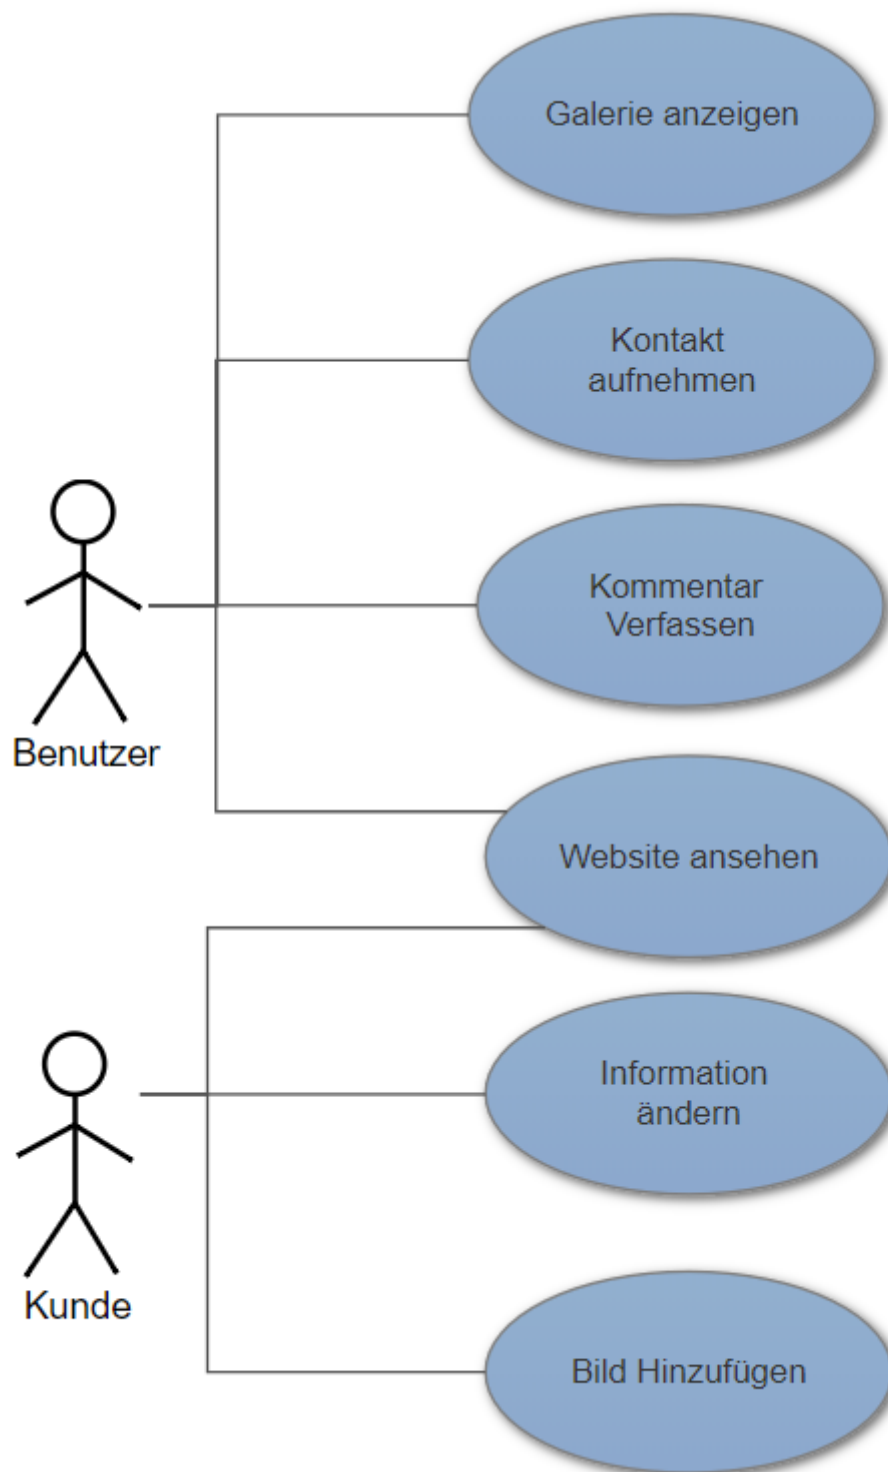 Galerie anzeigen
Kontakt
aufnehmen
Kommentar
Verfassen
Benutzer
Website ansehen
Information
ändern
Kunde
Bild Hinzufügen